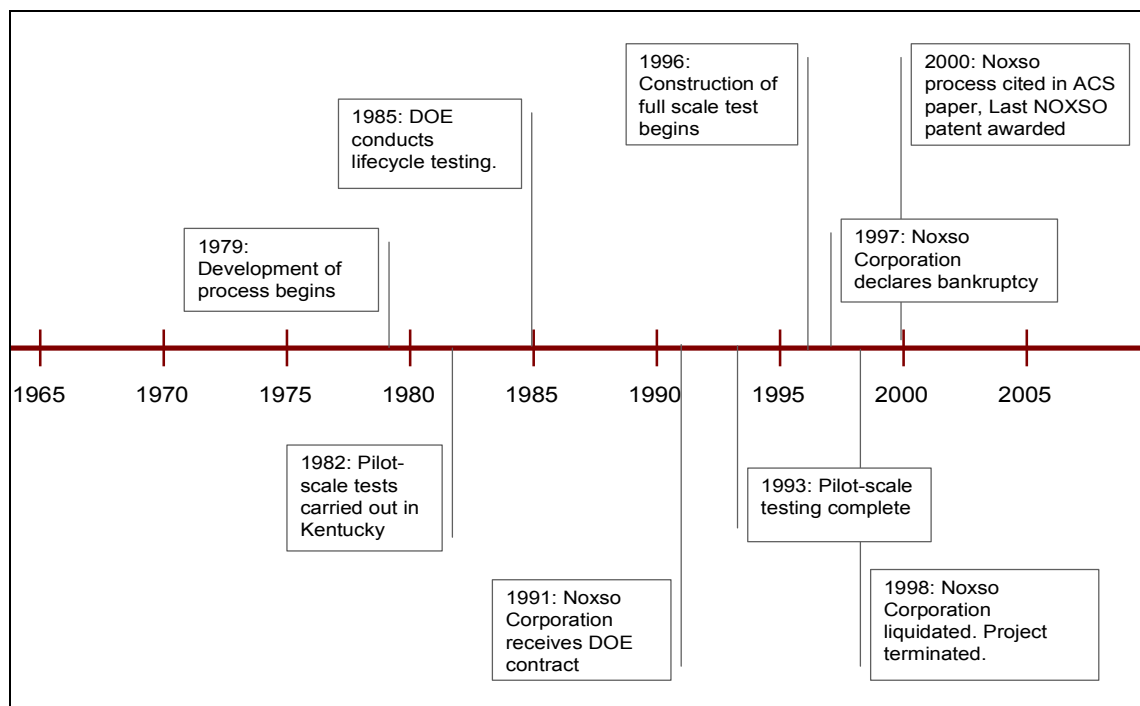 1996:
Construction of
full scale test
begins
2000: Noxso
process cited in ACS
paper, Last NOXSO
patent awarded
1985: DOE
conducts
lifecycle testing.
1979:
Development of
process begins
1997: Noxso
Corporation
declares bankruptcy
1965 1970 1975 1980 1985 1990 1995 2000 2005
1982: Pilot-
scale tests
carried out in
Kentucky
1993: Pilot-scale
testing complete
1991: Noxso
Corporation
receives DOE
contract
1998: Noxso
Corporation
liquidated. Project
terminated.